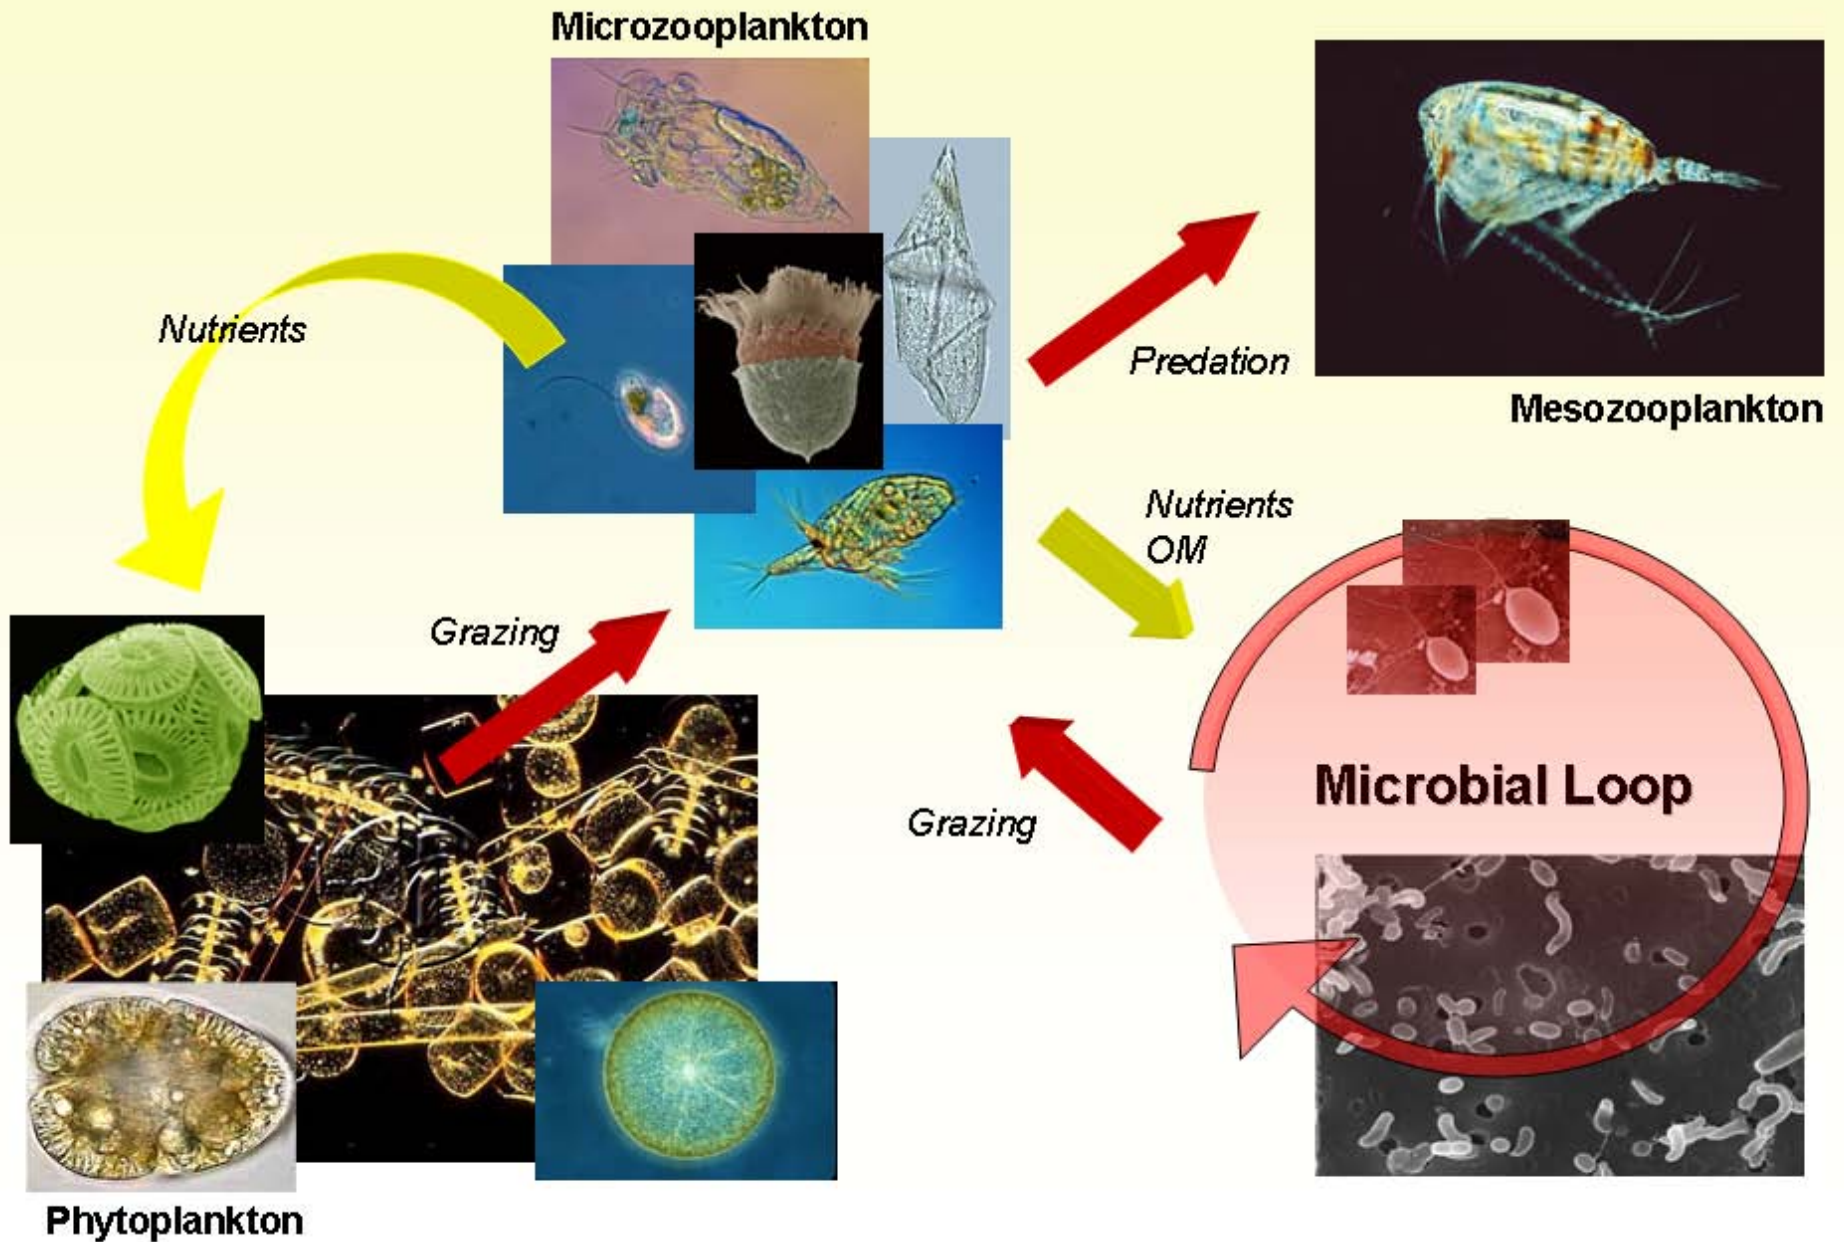 Microzooplankton
Nutrients
Predation
Mesozooplankton
Nutrients
OM
Grazing
Microbial Loop
Grazing
Phytoplankton